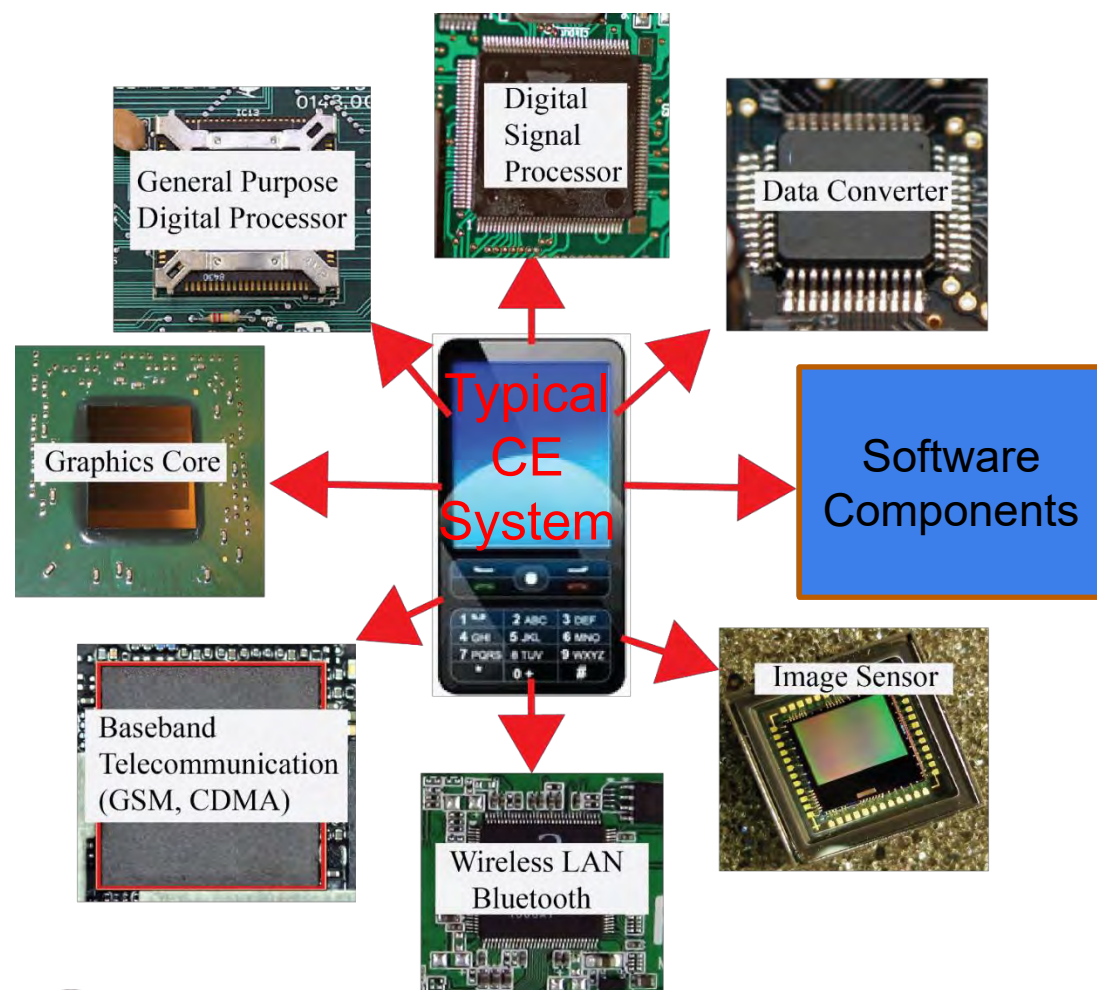 Digital
Signal
Processor
IC13
General Purpose
Digital Processor
8430
Data Converter
Typical
CE
System
Graphics Core
Software
Components
1
2 ABC
3 DEF
4 GHI
5 JKL
6 MNO
7 PQRS
8 TUV
9 WXYZ
*
0 +
#
Baseband
Telecommunication
(GSM, CDMA)
Image Sensor
Wireless LAN
Bluetooth